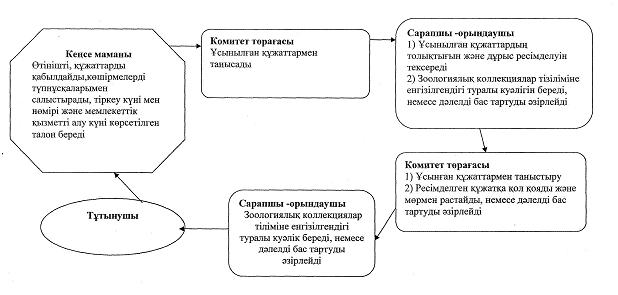 Кеңсе маманы
Өтінішті, құжаттарды
қабылдайды,көшірмелерді
түпнұсқаларымен
салыстырады, тіркеу күні мен
нөмірі және мемлекеттік
қызметті алу күні көрсетілген
талон береді
Комитет төрағасы
Ұсынылған құжаттармен
танысады
Сарапшы -орындаушы
1) Ұсынылған құжаттардың
толықтығын және дұрыс ресімделуін
тексереді
2) Зоологиялық коллекциялар тізіліміне
енгізілгендігі туралы куәлігін береді,
немесе дәлелді бас тартуды әзірлейді
Комитет төрағасы
1) Ұсынған құжаттармен таныстыру
2) Ресімделген құжатқа қол қояды және
мөрмен растайды, немесе дәлелді бас
тартуды әзірлейді
Сарапшы -орындаушы
Зоологиялық коллекциялар
тіліміне енгізілгендігі
туралы куәлік береді, немесе
дәлелді бас тартуды
әзірлейді
Тұтынушы